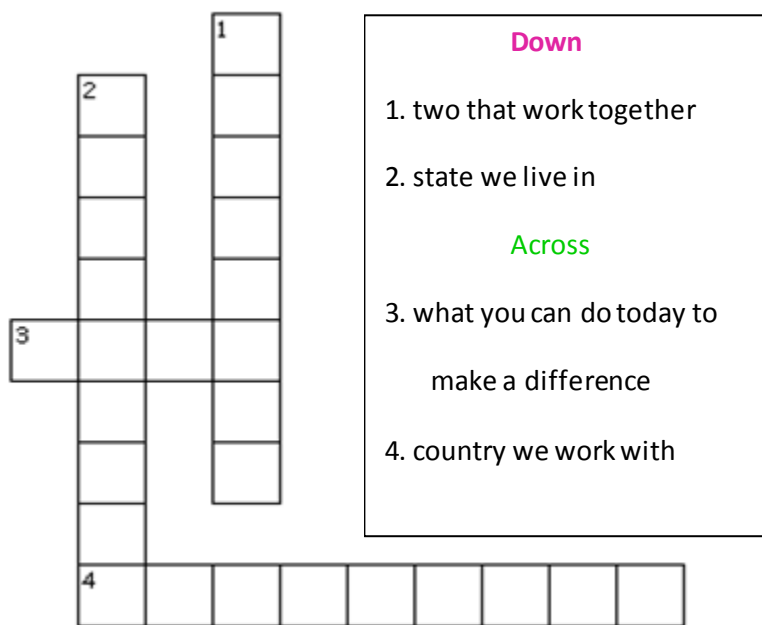 1
2
3
4
Down
1. two that work together
2. state we live in
Across
3. what you can do today to
make a difference
4. country we work with